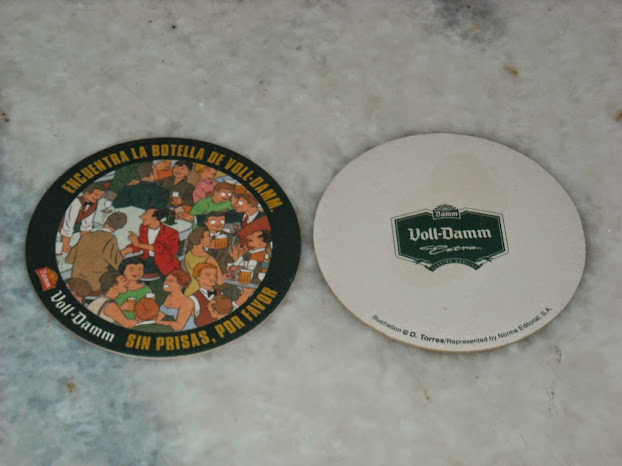 ENCUENTRA LA BOTELLA DE VOLL-DAMM.
Damm
Voll-Damm
SIN PRISAS, POR FAVOR
Damm
Voll-Damm
Extra
Illustration © D. Torres/Represented by Norma Editorial, S.A.